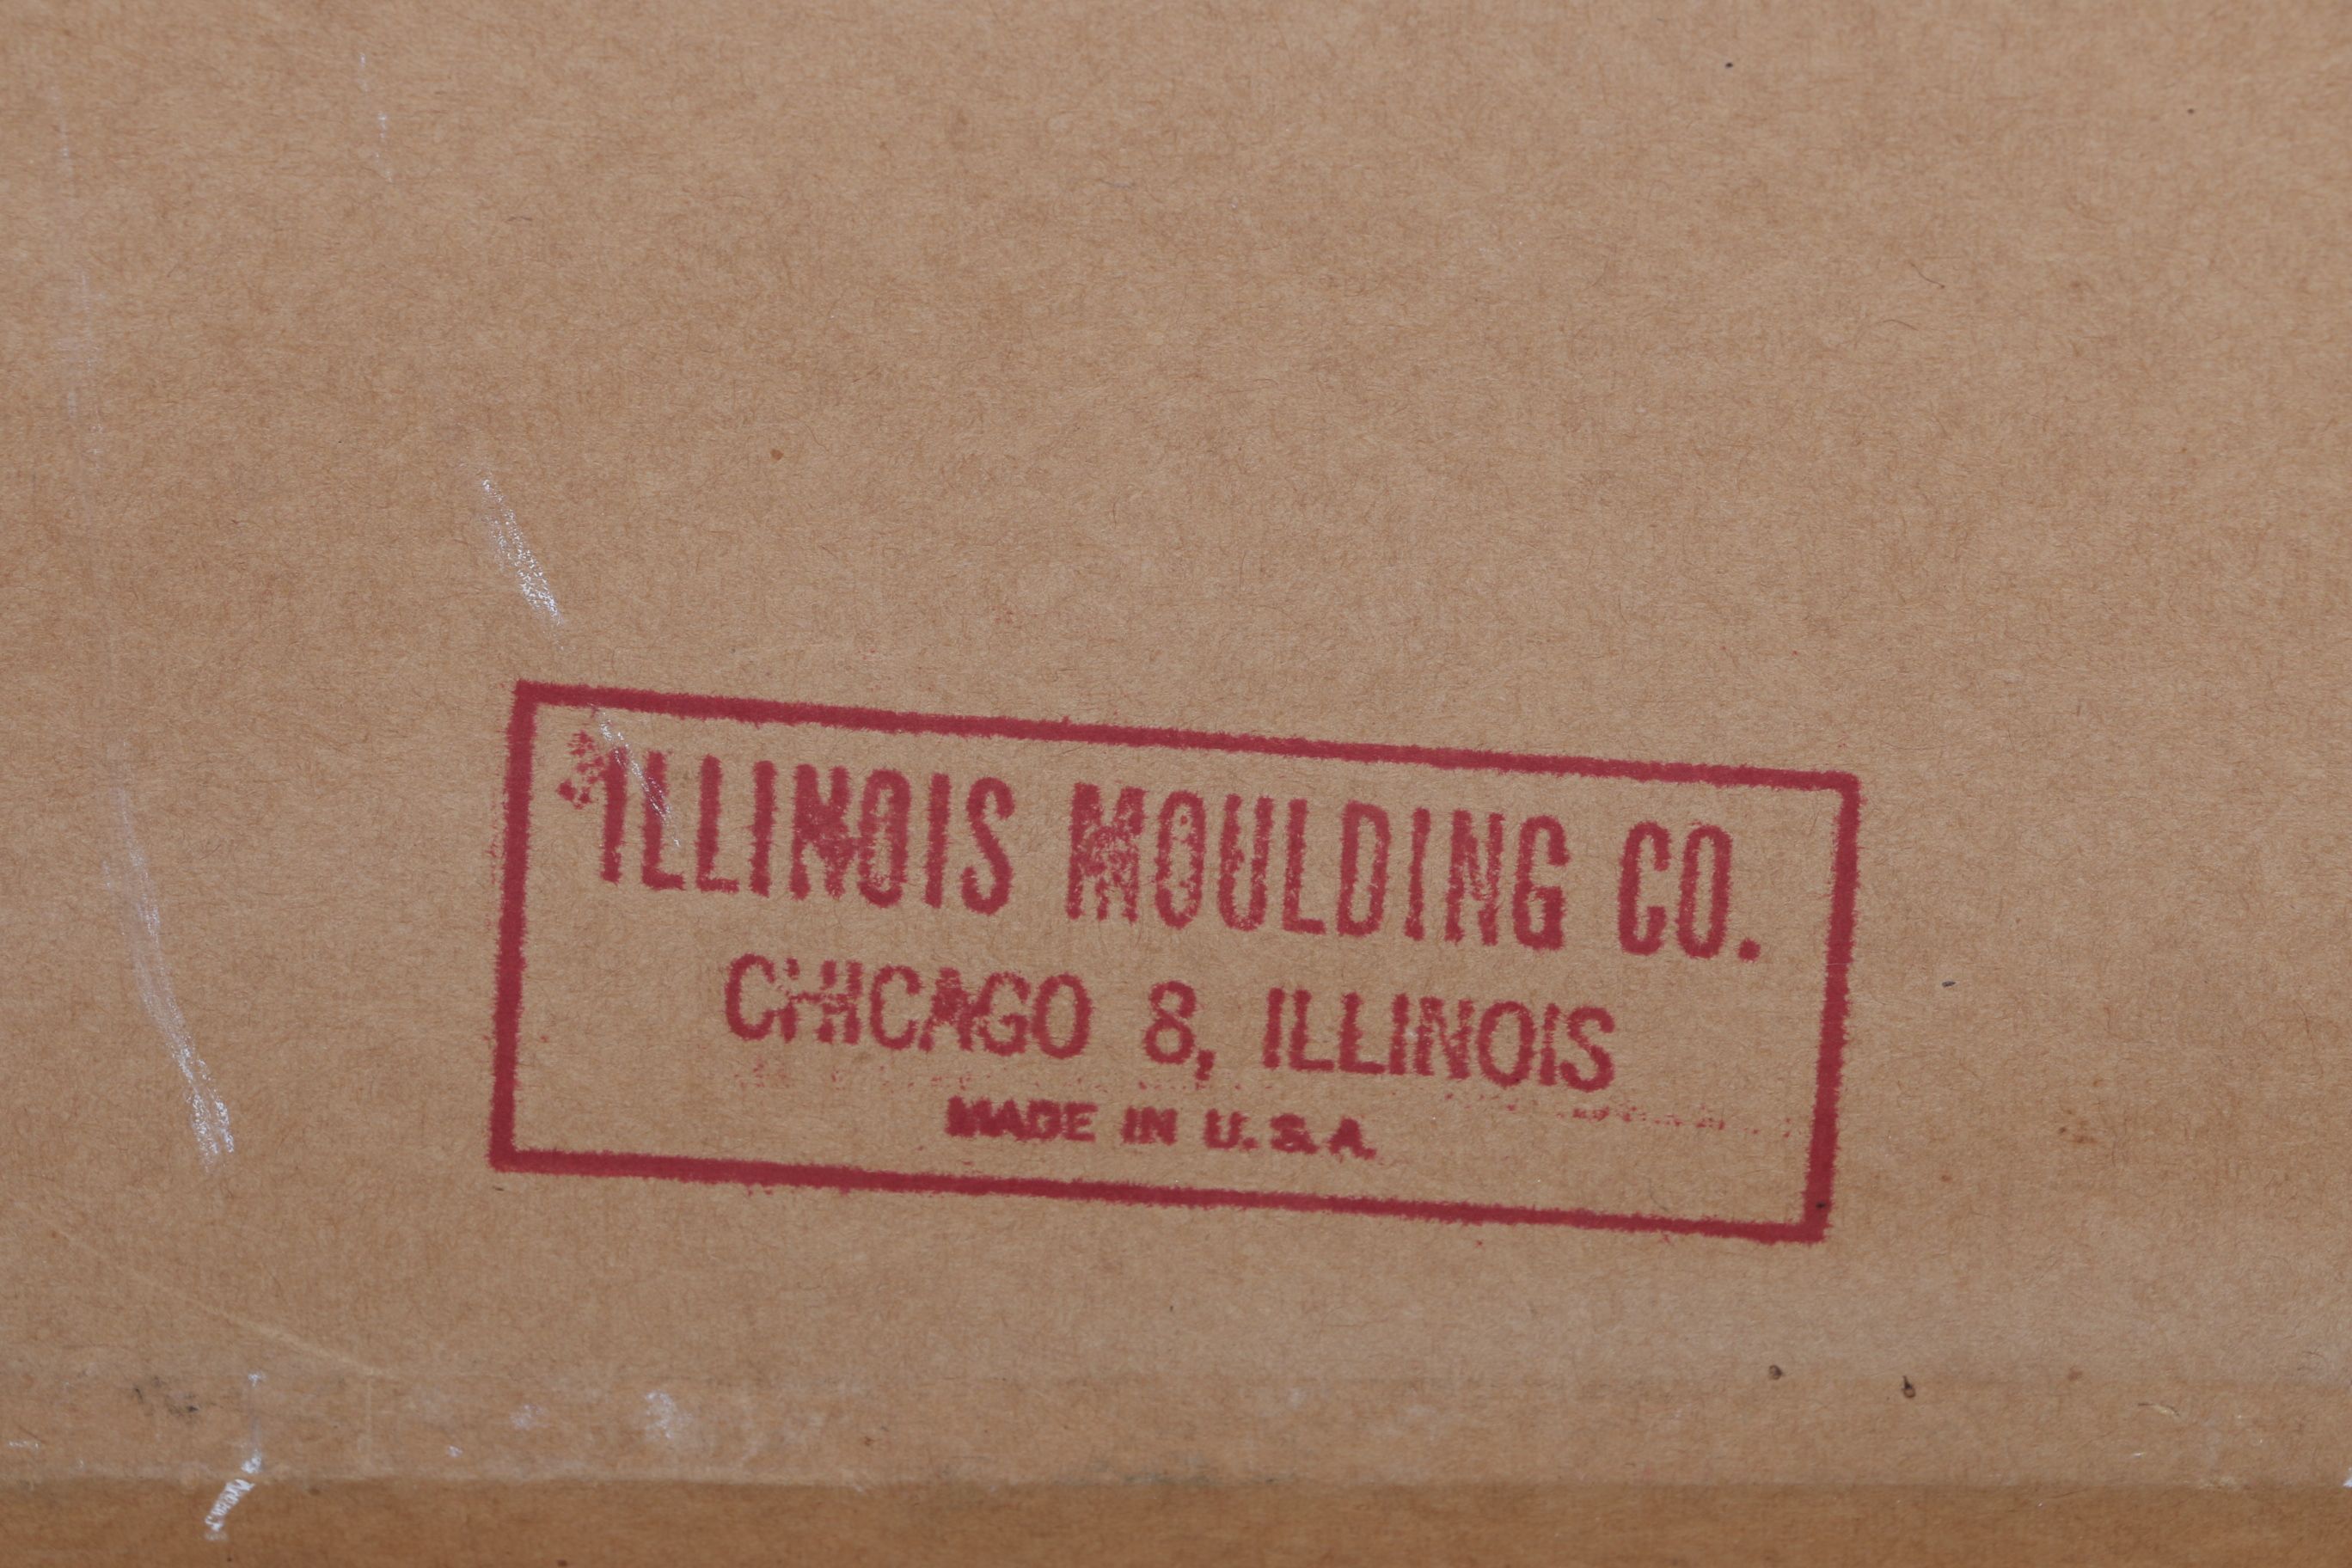 ILLINOIS MOULDING CO.
CHICAGO 8, ILLINOIS
MADE IN U.S.A.